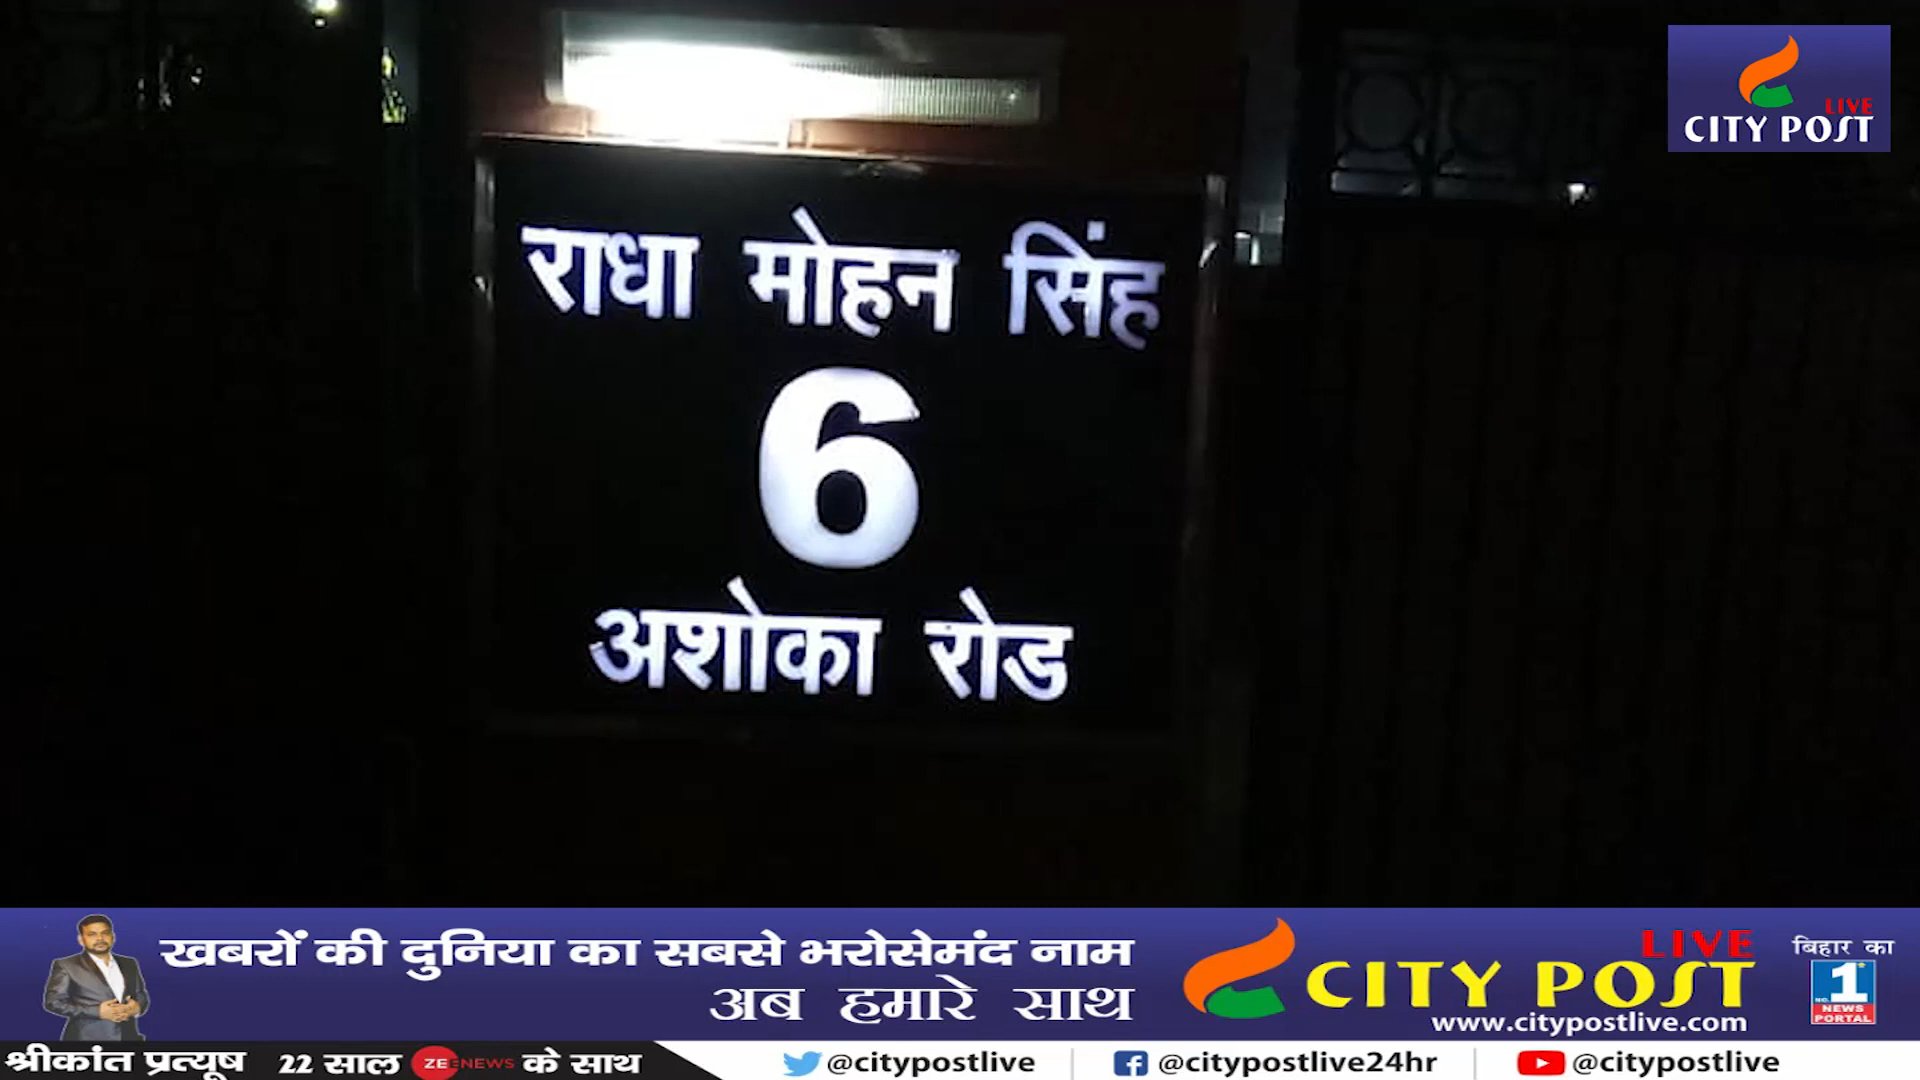 LIVE
CITY POST
राधा मोहन सिंह
6
अशोका रोड
खबरों की दुनिया का सबसे भरोसेमंद नाम
अब हमारे साथ
LIVE
CITY POST
www.citypostlive.com
बिहार का
NO. 1
NEWS
PORTAL
श्रीकांत प्रत्यूष 22 साल ZEE NEWS के साथ
@citypostlive
@citypostlive24hr
@citypostlive